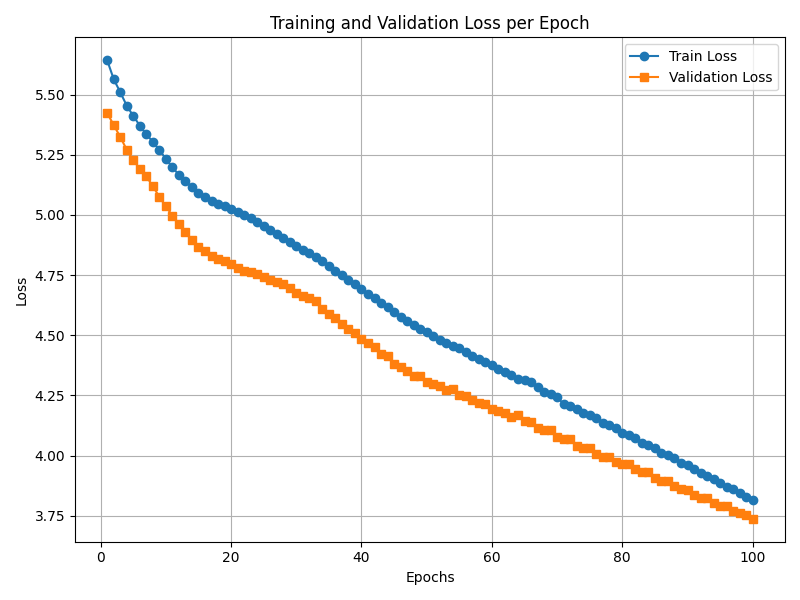 Training and Validation Loss per Epoch
Train Loss
Validation Loss
5.50
5.25
5.00
4.75
4.50
4.25
4.00
3.75
Loss
0 20 40 60 80 100
Epochs